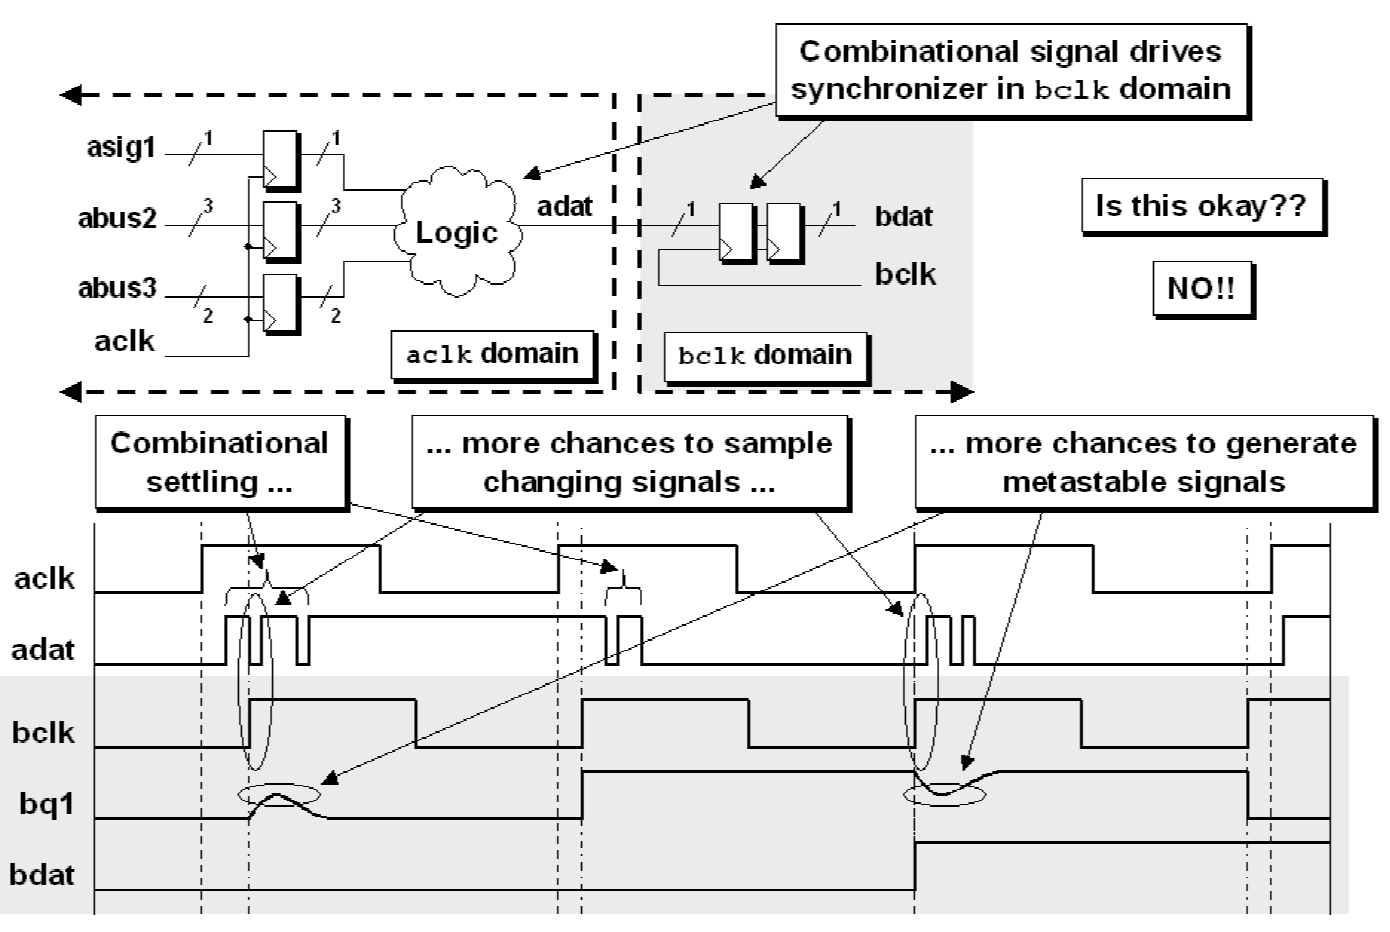 Combinational signal drives
synchronizer in bclk domain
asig1
1
1
abus2
3
3
Logic
adat
1
1
bdat
Is this okay??
abus3
2
2
bclk
NO!!
aclk
aclk domain
bclk domain
Combinational
settling ...
... more chances to sample
changing signals ...
... more chances to generate
metastable signals
aclk
adat
bclk
bq1
bdat